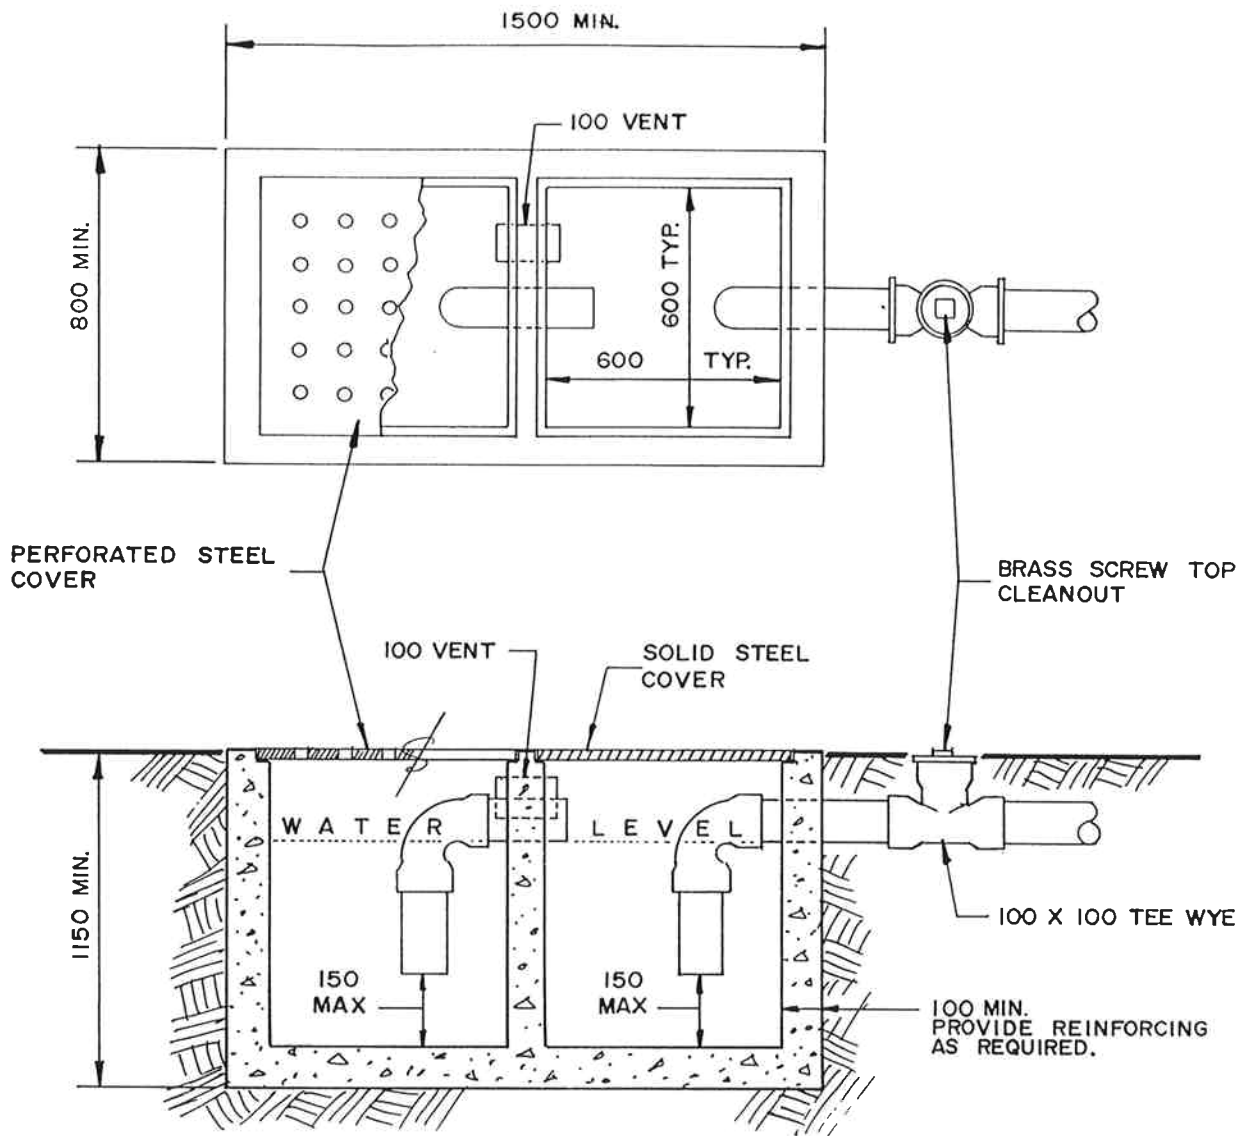 1500 MIN.
100 VENT
800 MIN.
600 TYP.
600 TYP.
PERFORATED STEEL
COVER
BRASS SCREW TOP
CLEANOUT
100 VENT
SOLID STEEL
COVER
WATER LEVEL
1150 MIN.
100 X 100 TEE WYE
150
MAX
150
MAX
100 MIN.
PROVIDE REINFORCING
AS REQUIRED.